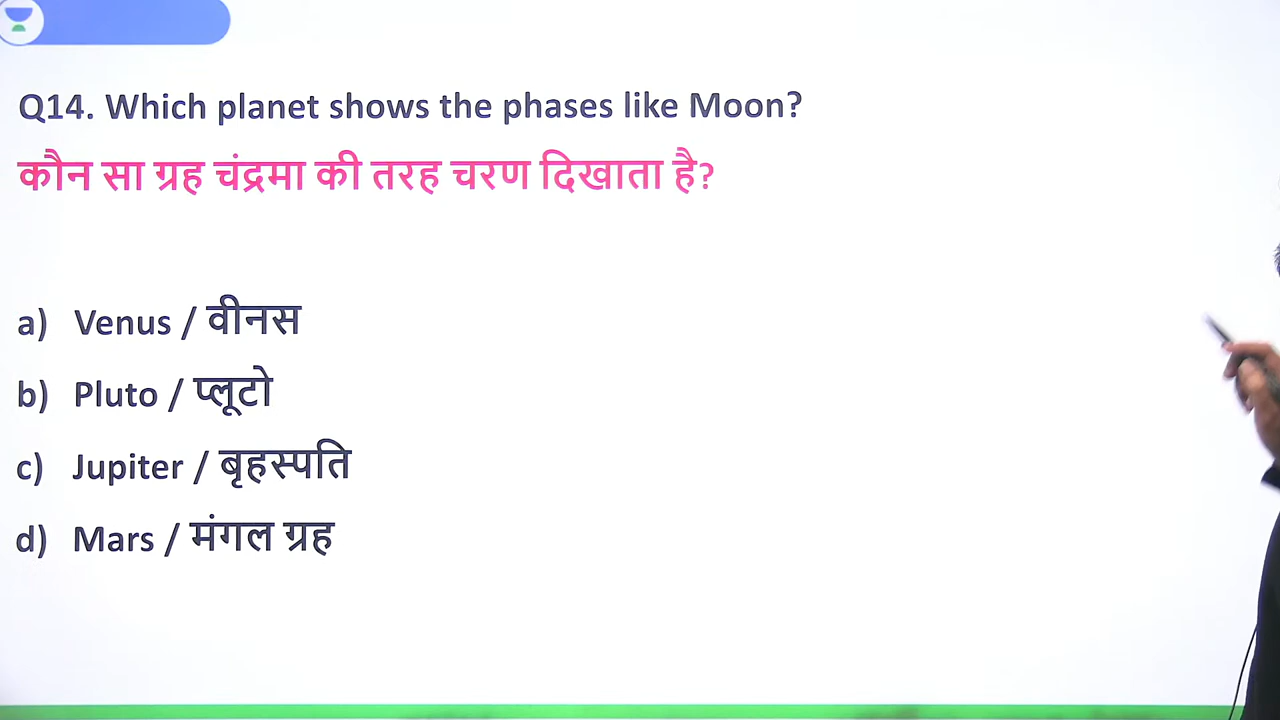 Q14. Which planet shows the phases like Moon?
कौन सा ग्रह चंद्रमा की तरह चरण दिखाता है?
a) Venus / वीनस
b) Pluto / प्लूटो
c) Jupiter / बृहस्पति
d) Mars / मंगल ग्रह